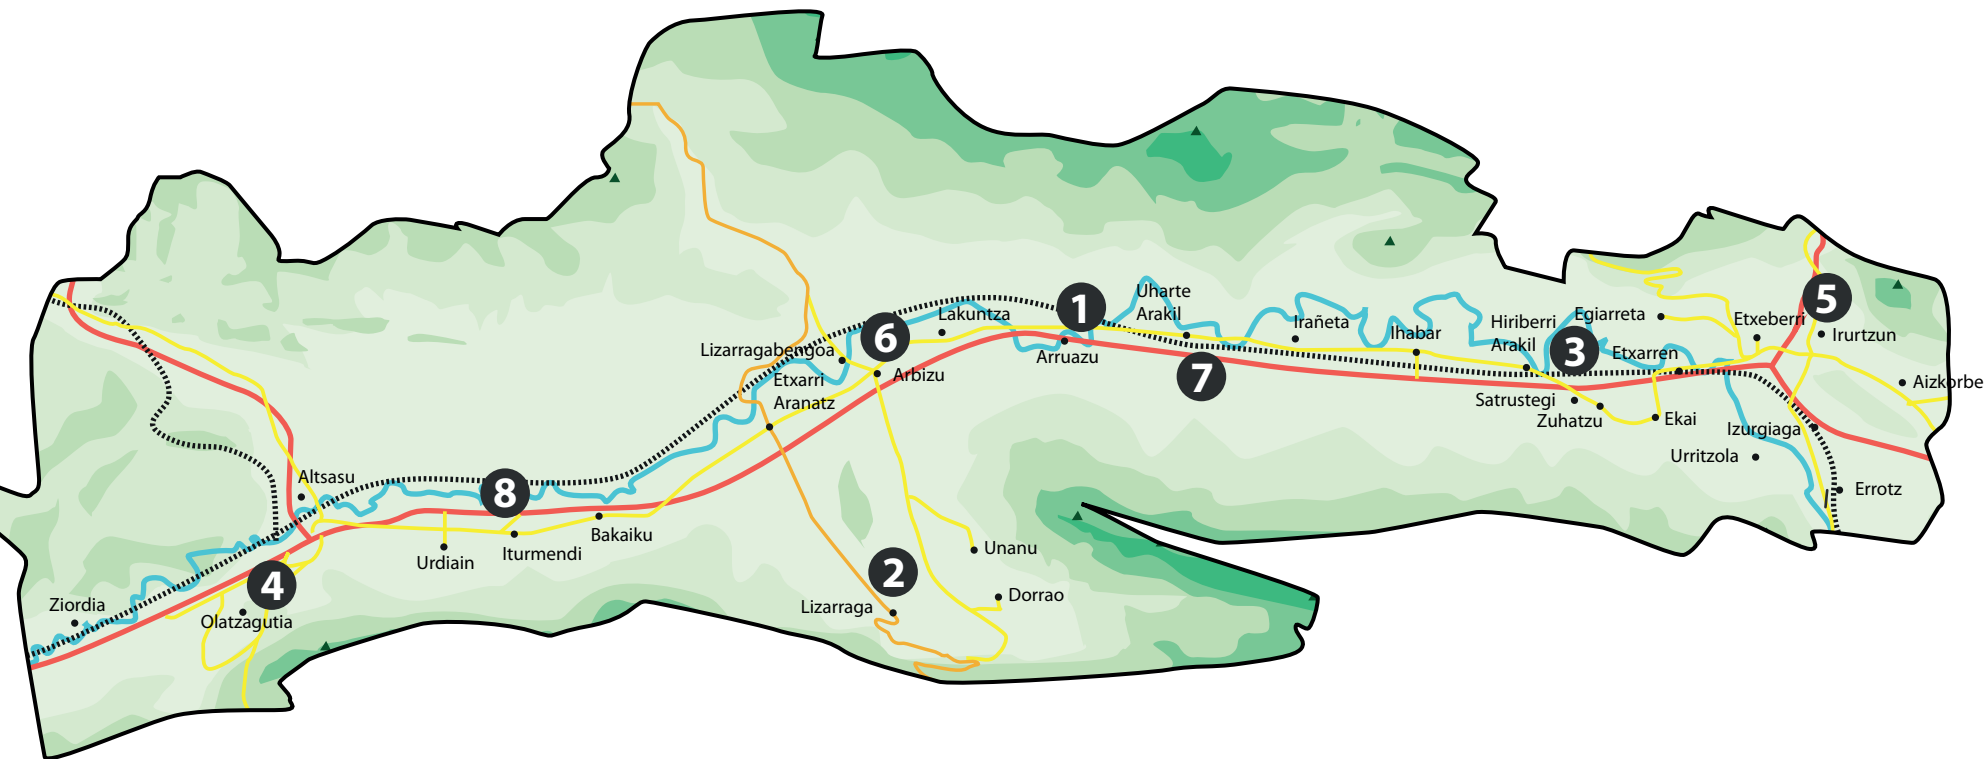 1
Uharte
Arakil
5
Lakuntza
6
Irañeta
Egiarreta
Etxeberri
Hiriberri
Arakil
Ihabar
Irurtzun
3
Lizarragabengoa
Arruazu
Etxarren
7
Arbizu
Etxarri
Aranatz
Aizkorbe
Satrustegi
Zuhatzu
Ekai
Izurgiaga
Urritzola
Altsasu
8
Errotz
Bakaiku
Iturmendi
Urdiain
Unanu
2
4
Dorrao
Ziordia
Lizarraga
Olatzagutia